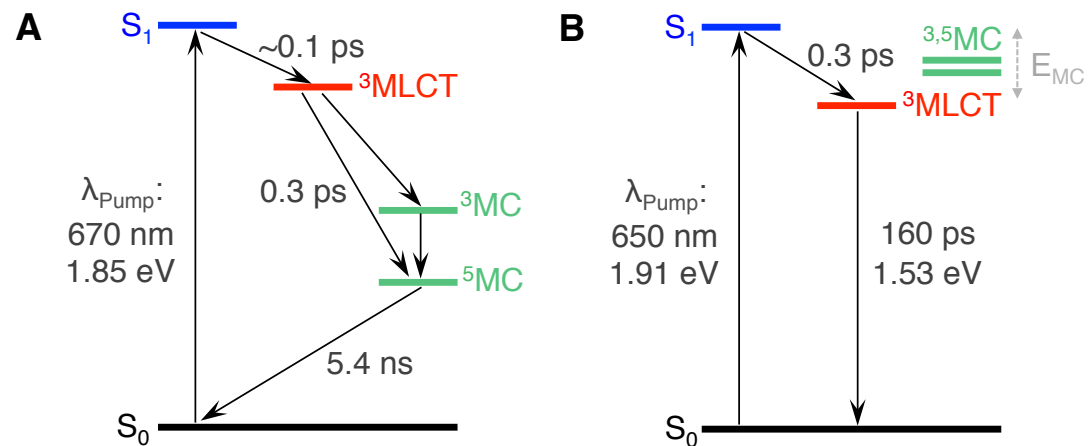 A
S₁
~0.1 ps
³MLCT
λPump:
670 nm
1.85 eV
0.3 ps
³MC
⁵MC
5.4 ns
S₀
B
S₁
0.3 ps
³,⁵MC
EMC
³MLCT
λPump:
650 nm
1.91 eV
160 ps
1.53 eV
S₀